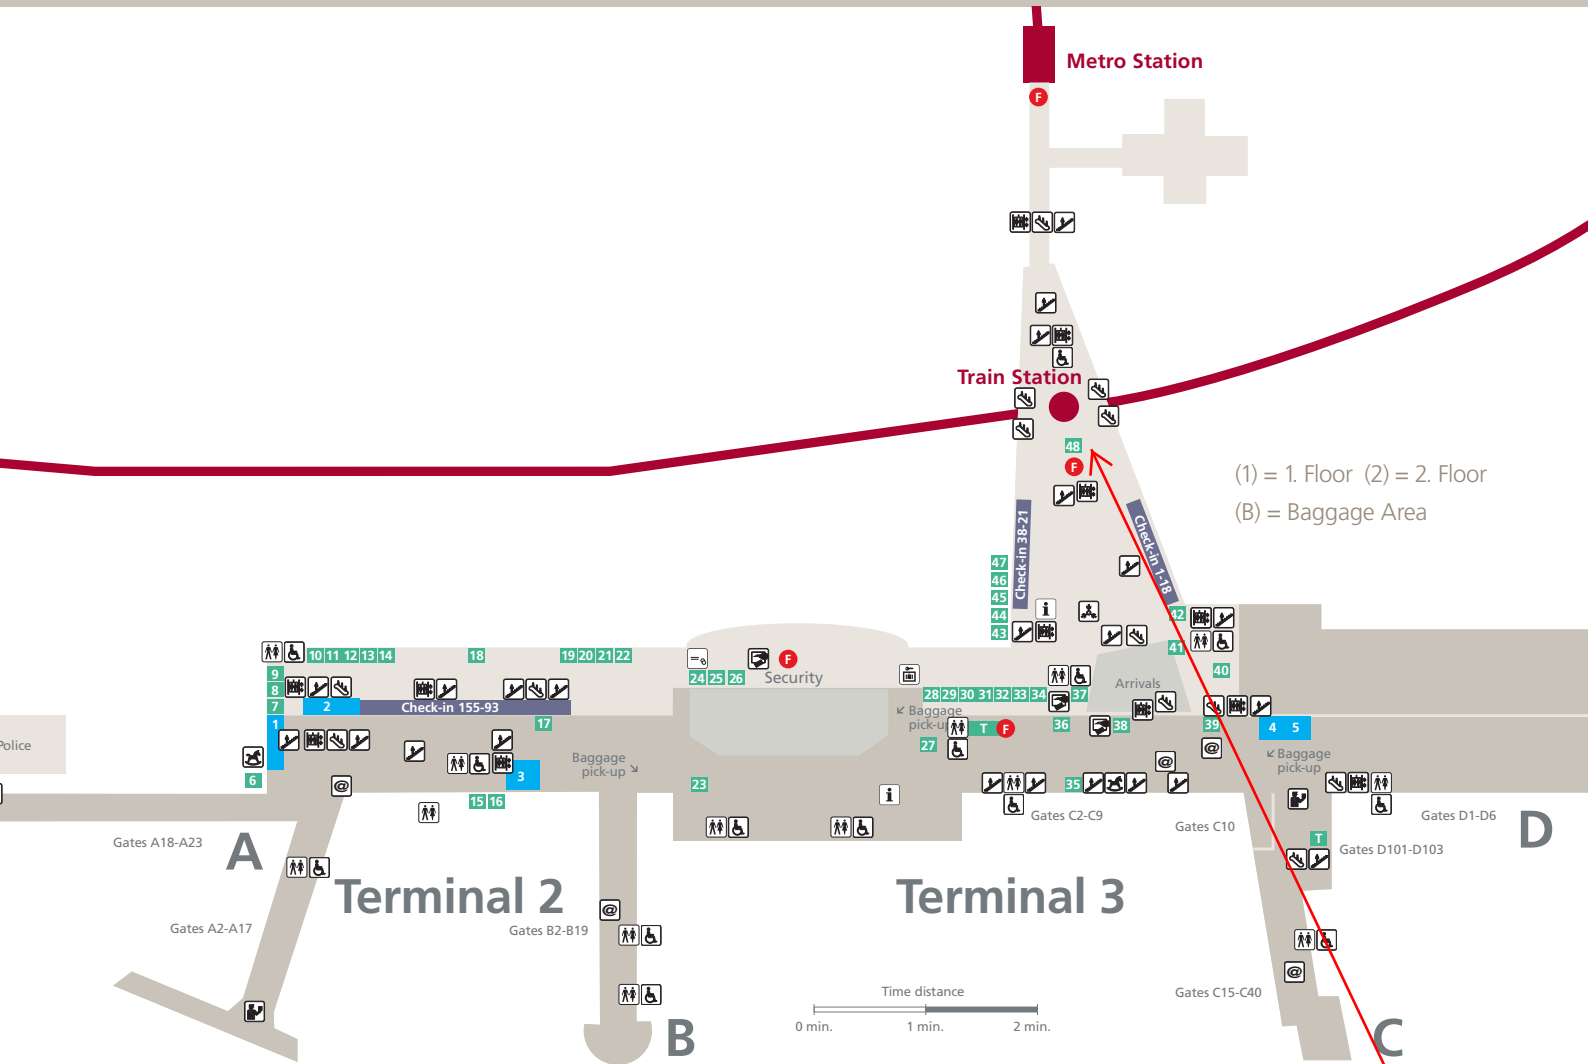 Metro Station
F
Train Station
48
F
(1) = 1. Floor (2) = 2. Floor
(B) = Baggage Area
Check-in 38-21
Check-in 1-18
47
46
45
44
43
i
42
41
40
10 11 12 13 14
18
19 20 21 22
9
8
7
2
Check-in 155-93
17
1
24 25 26
F
Security
28 29 30 31 32 33 34
37
Arrivals
Baggage
pick-up
T
F
27
36
38
39
4 5
Baggage
pick-up
Police
6
@
3
Baggage
pick-up
15 16
23
i
35
@
@
Gates C2-C9
Gates C10
Gates D1-D6
D
T
Gates D101-D103
Gates A18-A23
A
Terminal 2
Terminal 3
Gates A2-A17
@
Gates B2-B19
@
Gates C15-C40
Time distance
0 min.
1 min.
2 min.
B
C